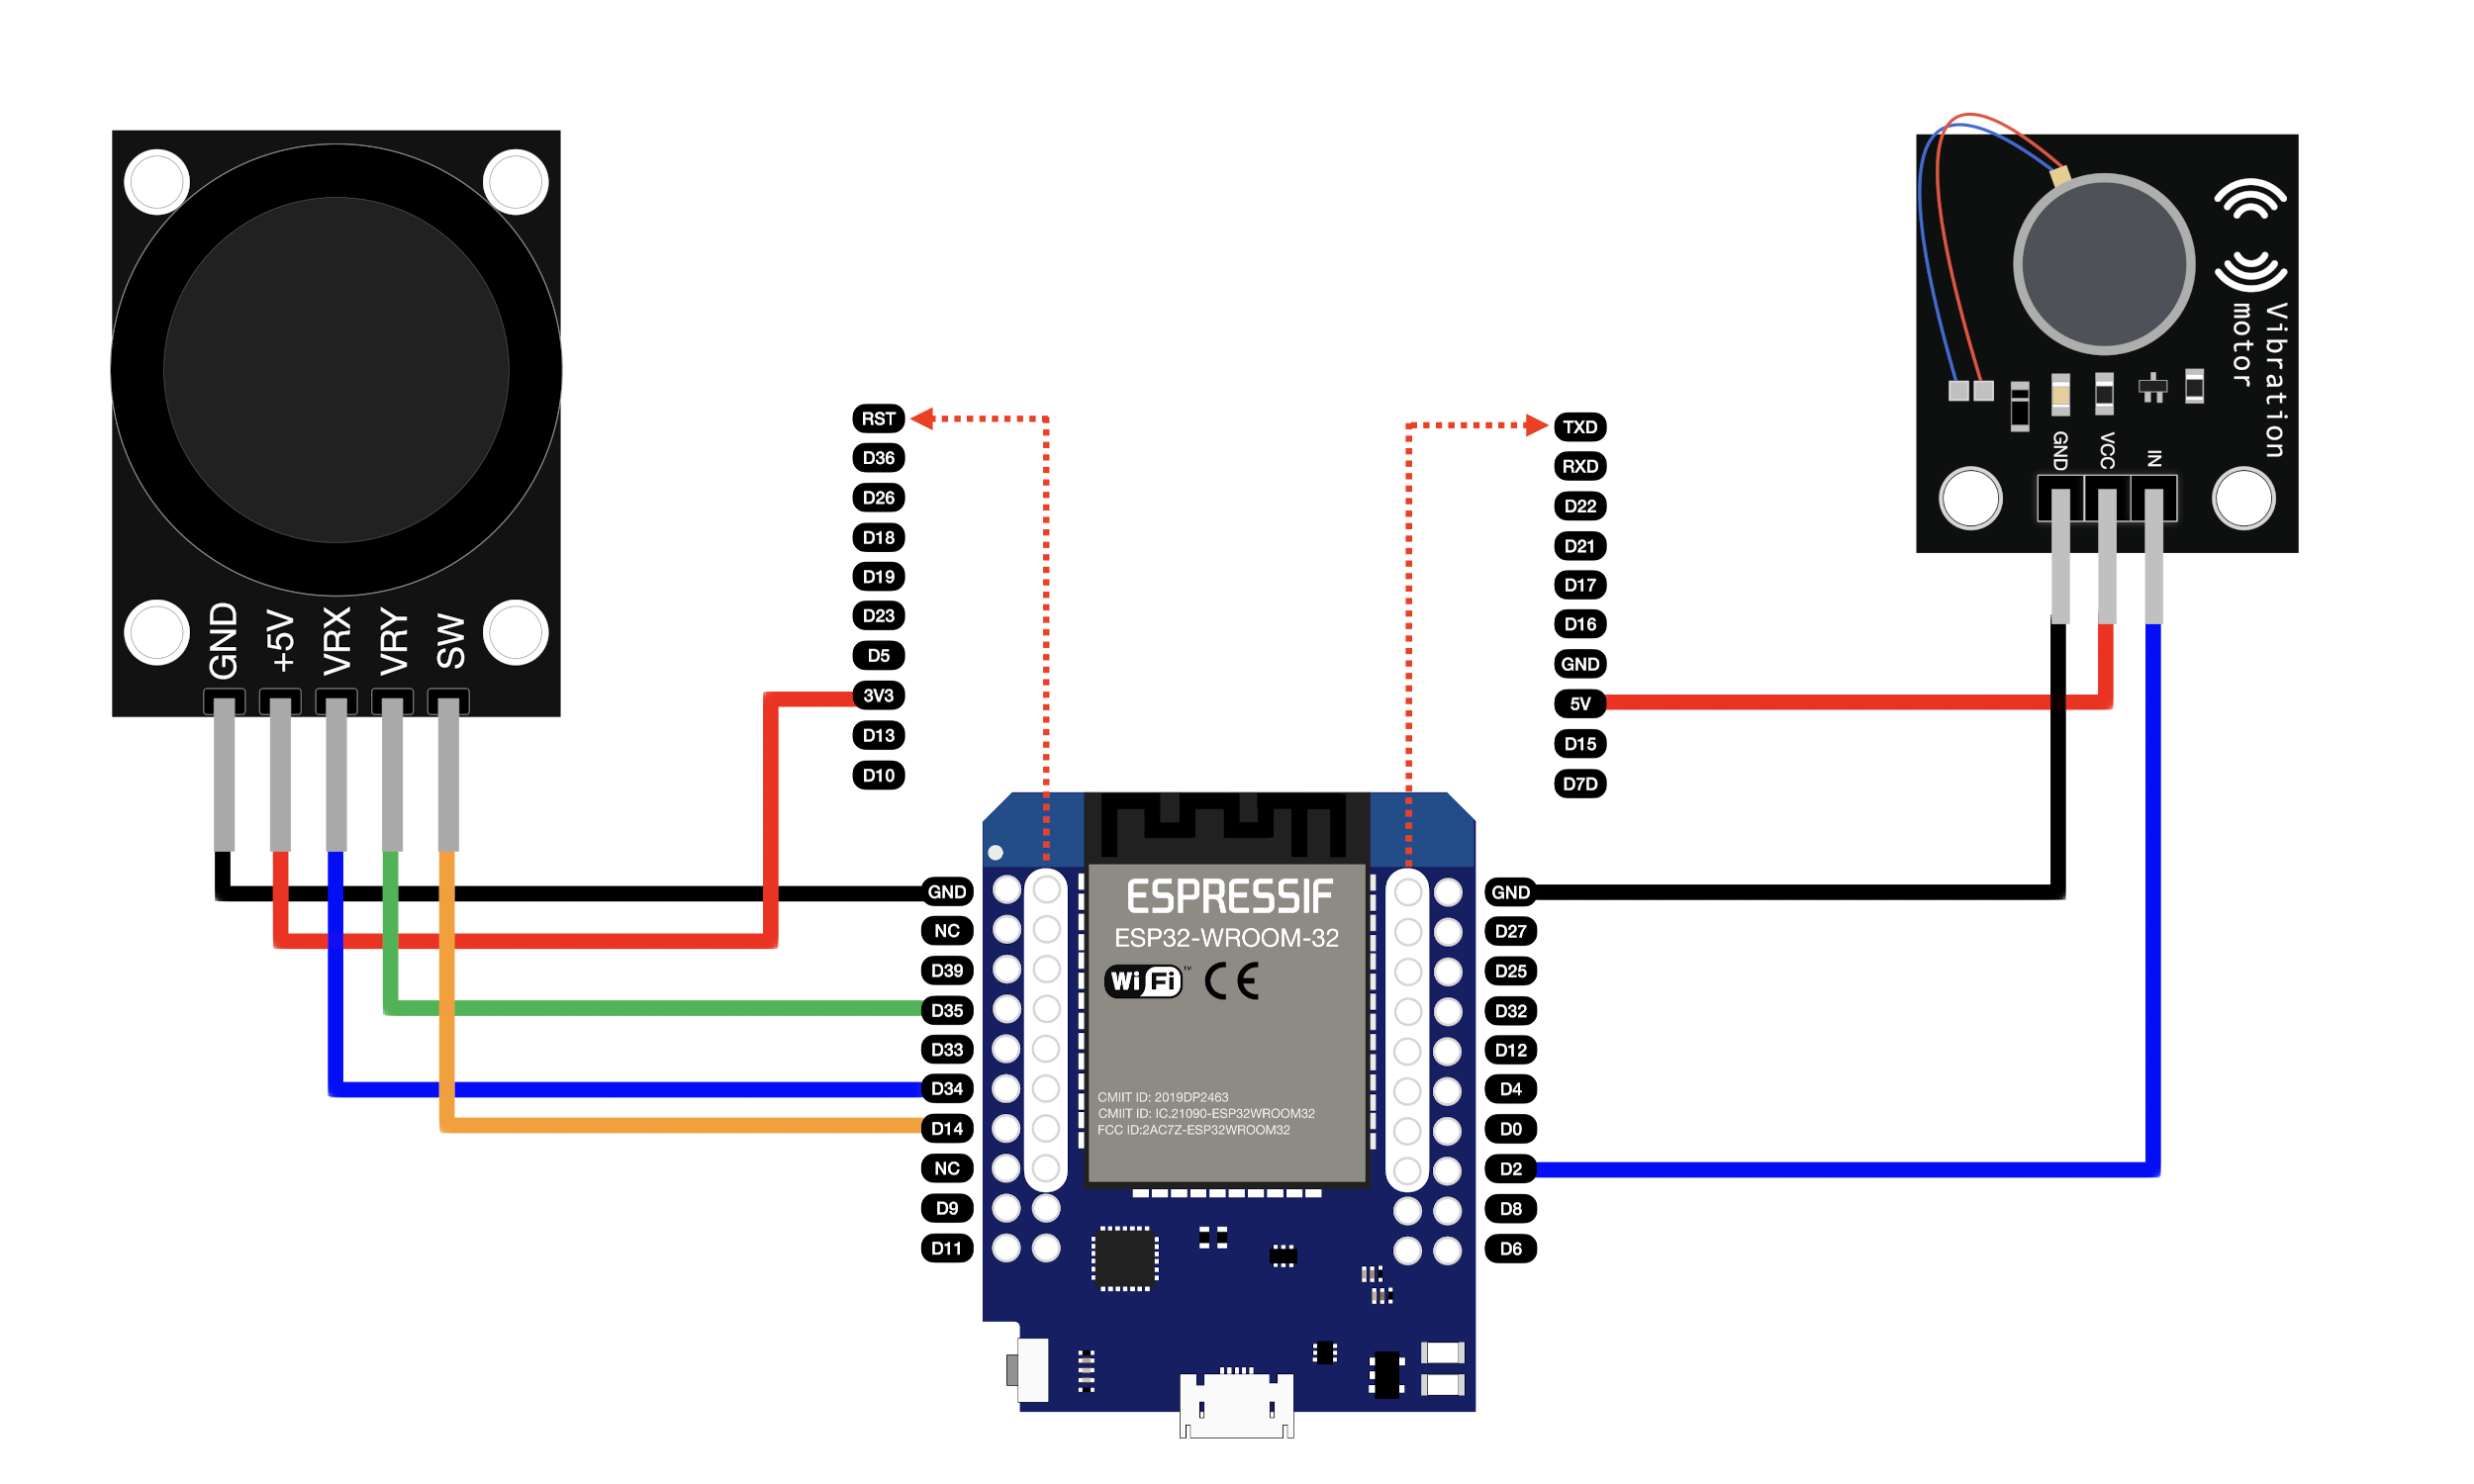 GND
+5V
VRX
VRY
SW
RST
D36
D26
D18
D19
D23
D5
3V3
D13
D10
TXD
RXD
D22
D21
D17
D16
GND
5V
D15
D7D
Vibration
motor
GND
VCC
IN
GND
NC
D39
D35
D33
D34
D14
NC
D9
D11
ESPRESSIF
ESP32-WROOM-32
WiFi™ CE
CMIIT ID: 2019DP2463
CMIIT ID: IC.21090-ESP32WROOM32
FCC ID:2AC7Z-ESP32WROOM32
GND
D27
D25
D32
D12
D4
D0
D2
D8
D6